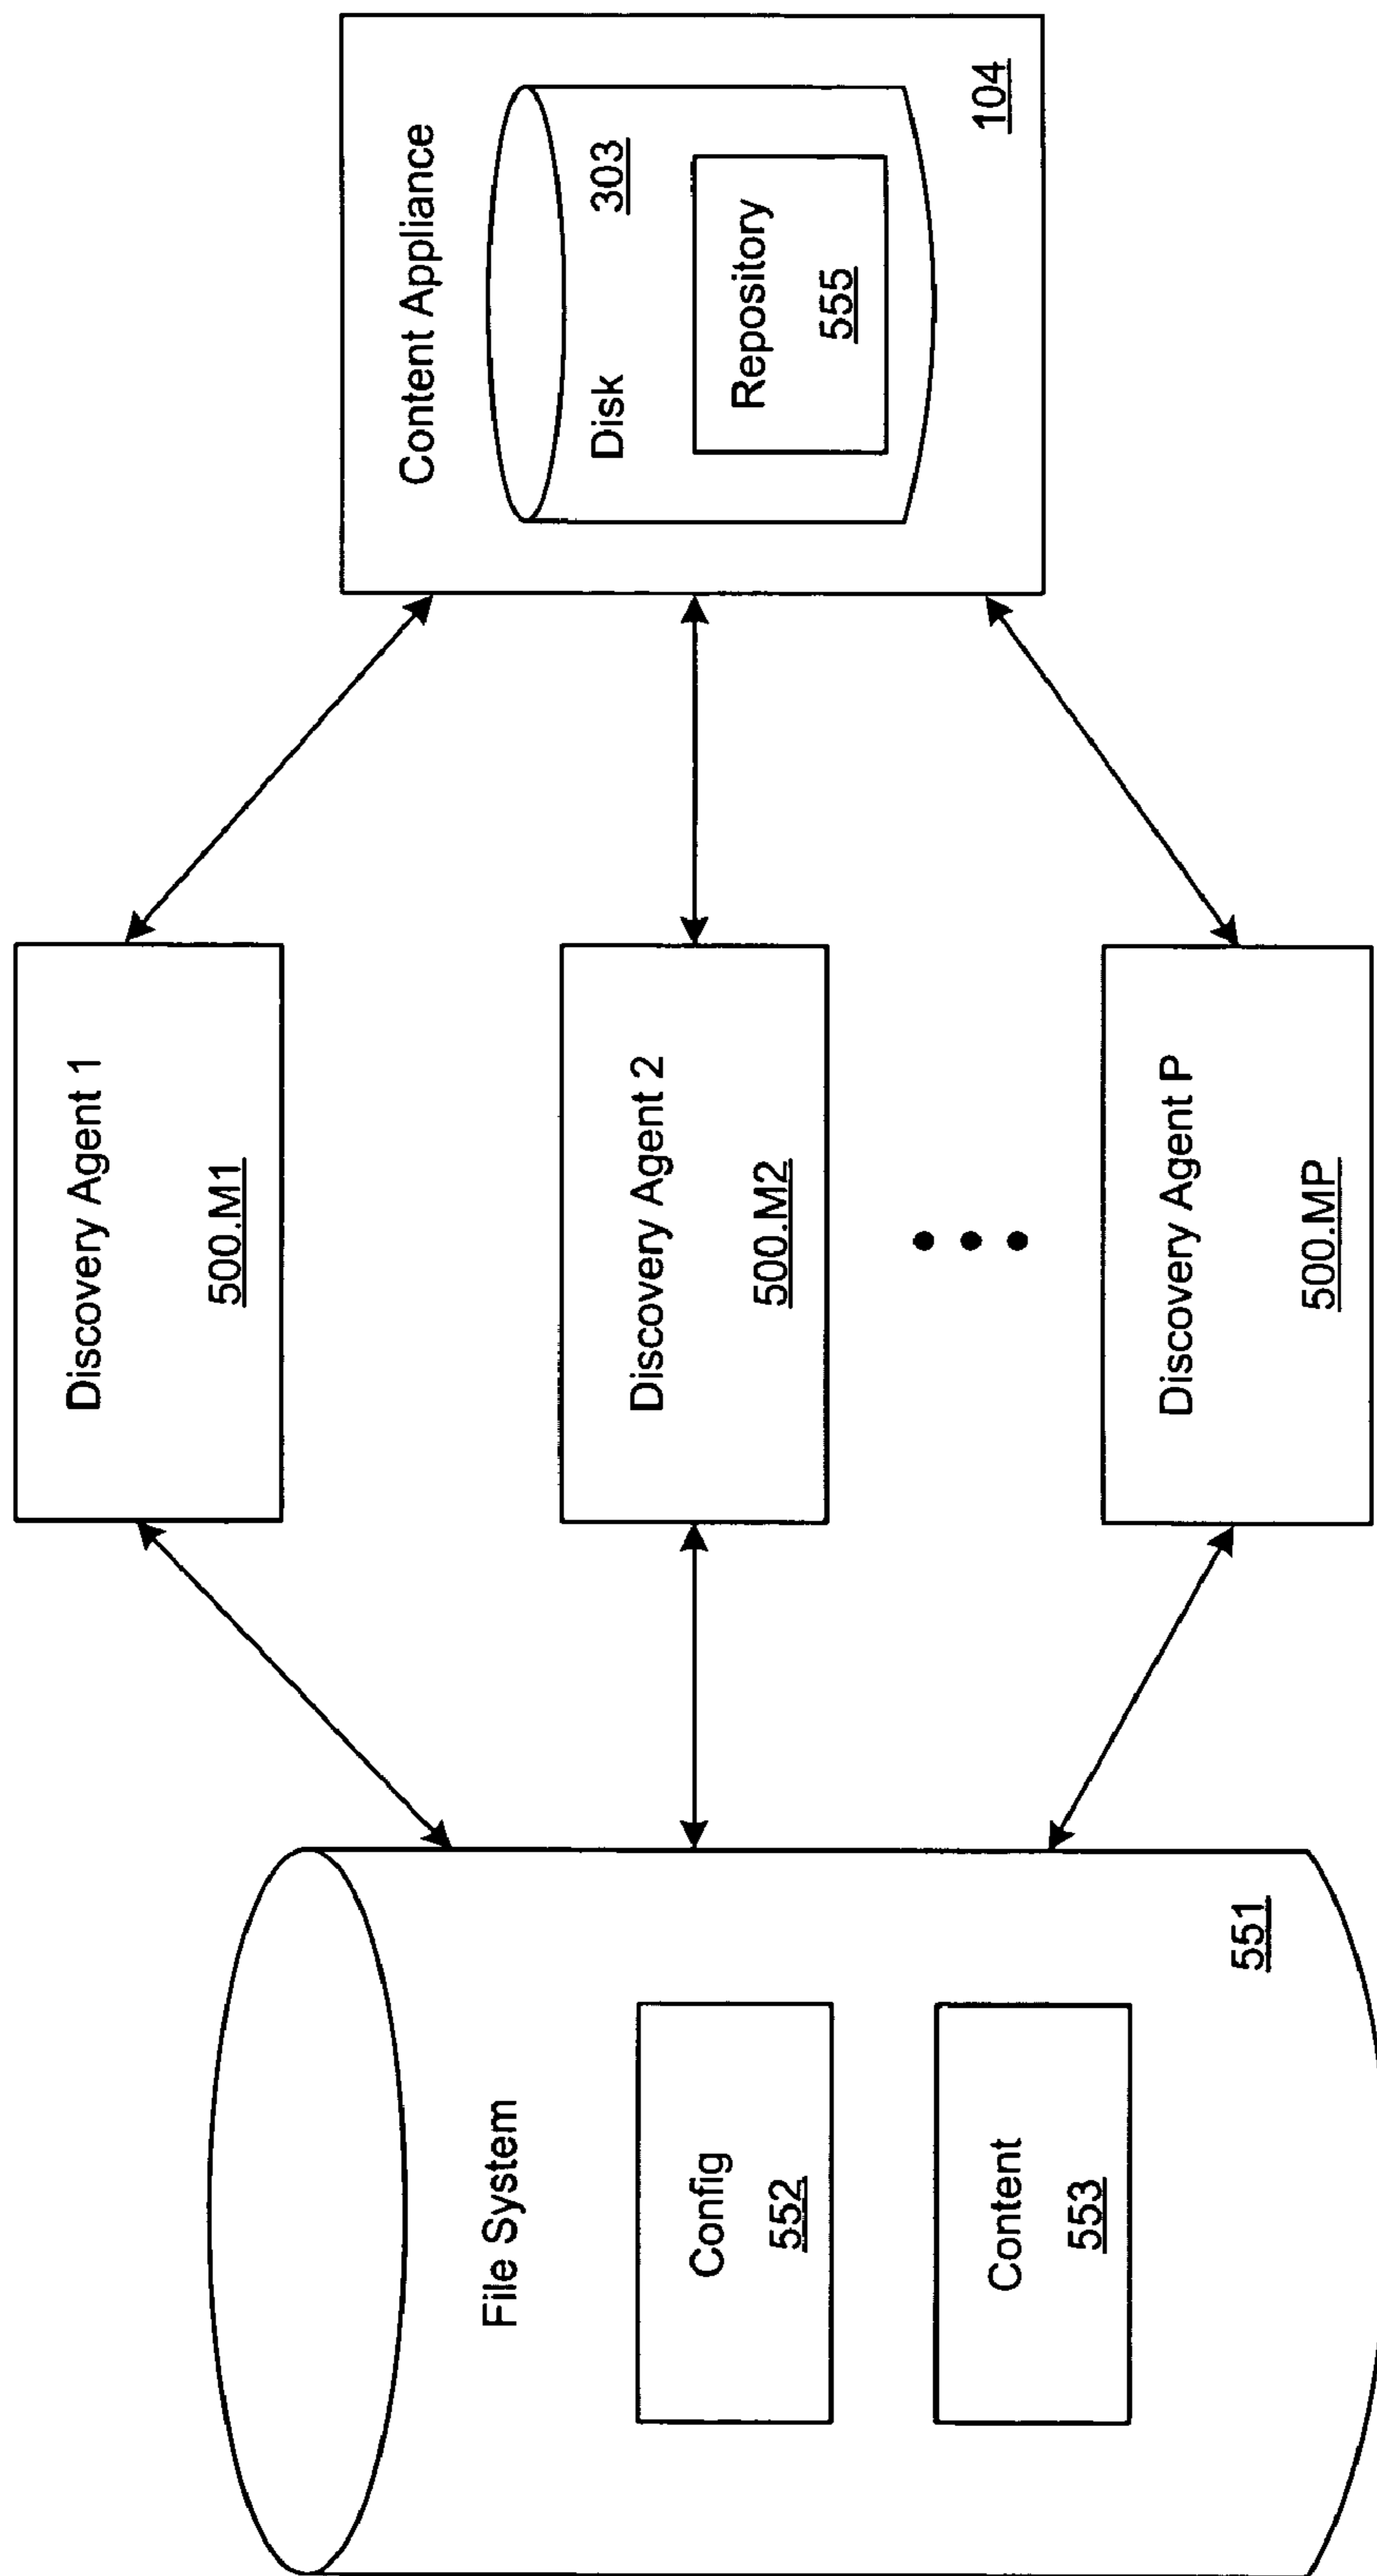 File System
Config
552
Content
553
551
Discovery Agent 1
500.M1
Discovery Agent 2
500.M2
Discovery Agent P
500.MP
Content Appliance
Disk
303
Repository
555
104